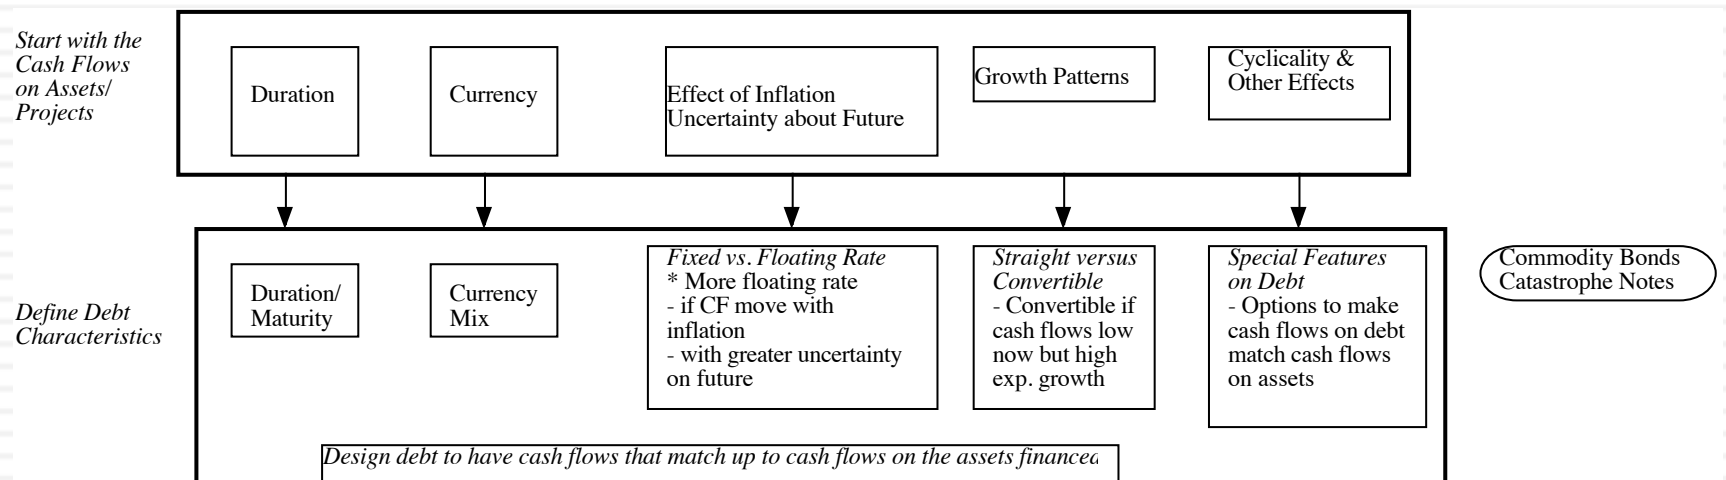 Start with the
Cash Flows
on Assets/
Projects
Duration
Currency
Effect of Inflation
Uncertainty about Future
Growth Patterns
Cyclicality &
Other Effects
Define Debt
Characteristics
Duration/
Maturity
Currency
Mix
Fixed vs. Floating Rate
* More floating rate
- if CF move with
inflation
- with greater uncertainty
on future
Straight versus
Convertible
- Convertible if
cash flows low
now but high
exp. growth
Special Features
on Debt
- Options to make
cash flows on debt
match cash flows
on assets
Commodity Bonds
Catastrophe Notes
Design debt to have cash flows that match up to cash flows on the assets financed